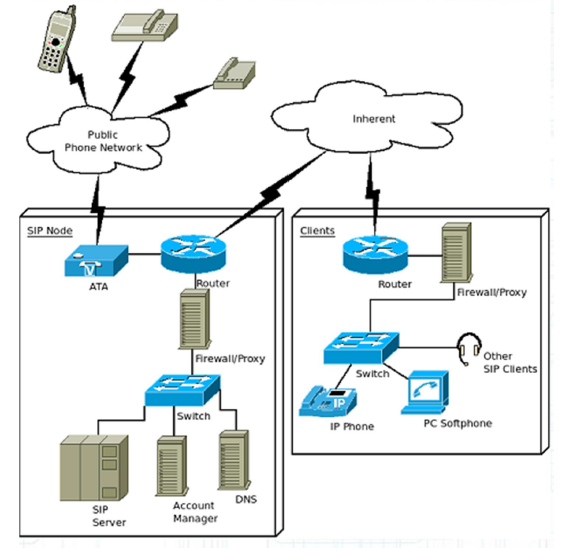 Public
Phone Network
Inherent
SIP Node
Clients
ATA
Router
Router
Firewall/Proxy
Firewall/Proxy
Switch
Switch
Other
SIP Clients
IP
IP Phone
PC Softphone
SIP
Server
Account
Manager
DNS
V